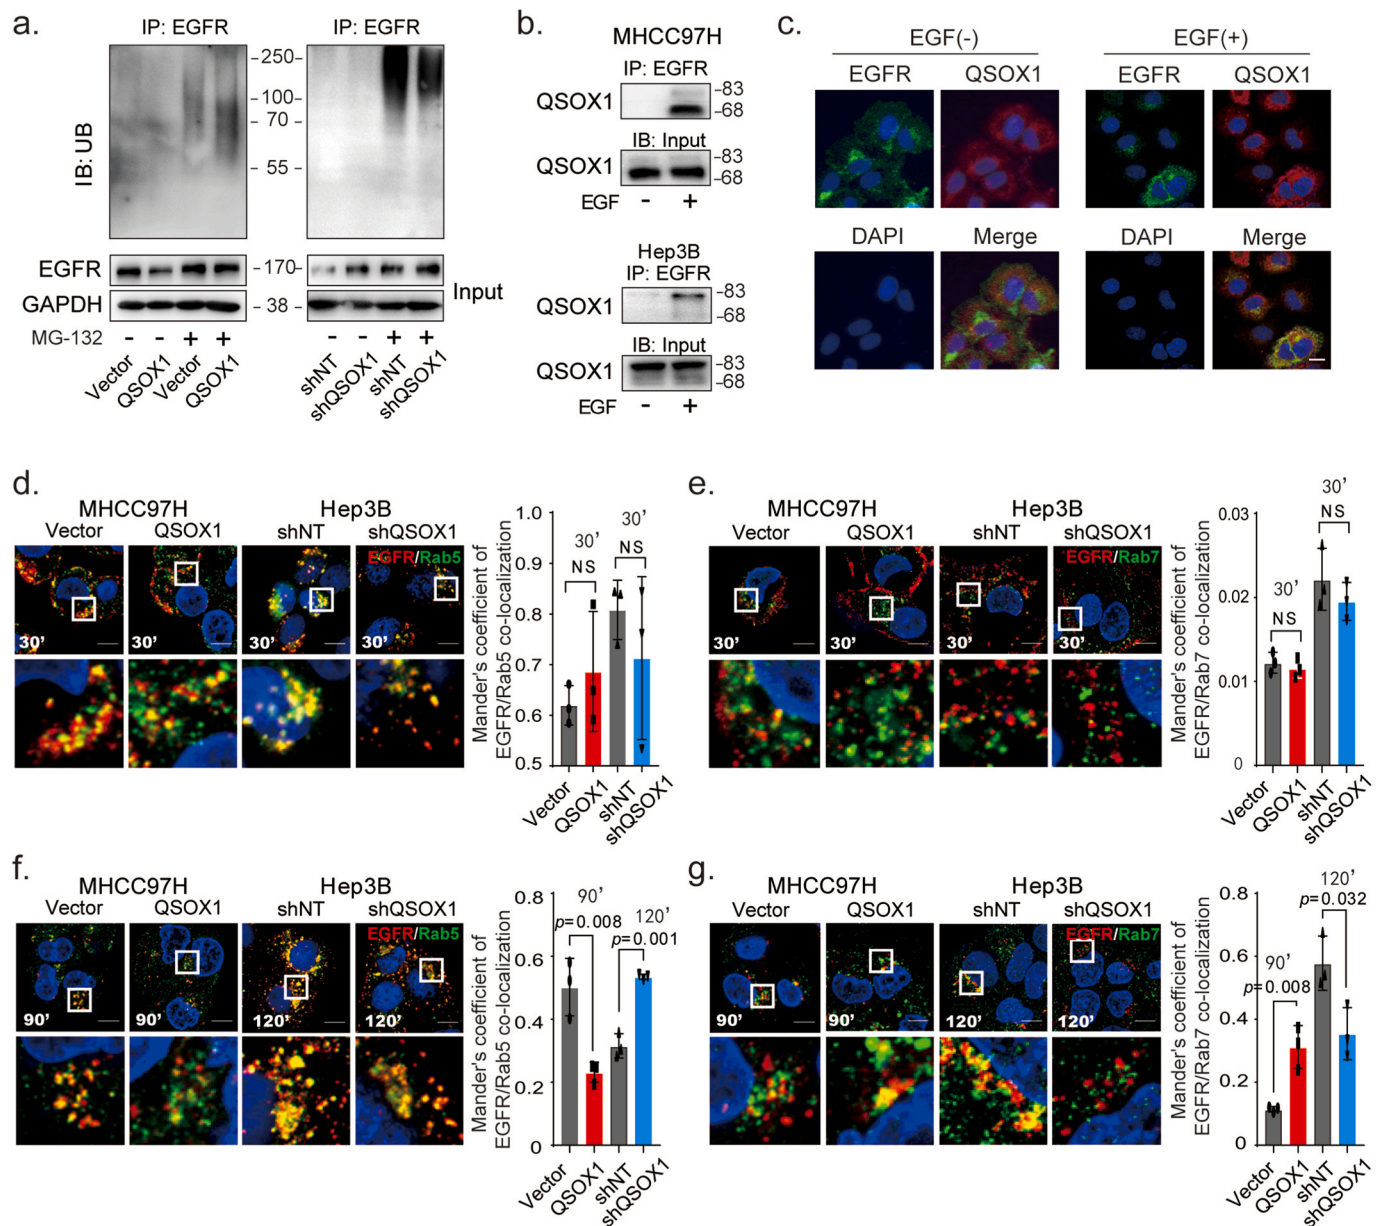 a.
IP: EGFR
IP: EGFR
IB: UB
-250-
-100-
- 70 -
- 55 -
EGFR
-170-
GAPDH
- 38 -
Input
MG-132
- - + +
- - + +
Vector
QSOX1
Vector
QSOX1
shNT
shQSOX1
shNT
shQSOX1
b.
MHCC97H
IP: EGFR
QSOX1
-83
-68
IB: Input
QSOX1
-83
-68
EGF - +
Hep3B
IP: EGFR
QSOX1
-83
-68
IB: Input
QSOX1
-83
-68
EGF - +
c.
EGF(-)
EGF(+)
EGFR
QSOX1
EGFR
QSOX1
DAPI
Merge
DAPI
Merge
d.
MHCC97H
Hep3B
Vector
QSOX1
shNT
shQSOX1
EGFR/Rab5
30'
30'
30'
30'
Mander's coefficient of
EGFR/Rab5 co-localization
1.0
0.9
0.8
0.7
0.6
0.5
30'
NS
30'
NS
Vector
QSOX1
shNT
shQSOX1
e.
MHCC97H
Hep3B
Vector
QSOX1
shNT
shQSOX1
EGFR/Rab7
30'
30'
30'
30'
Mander's coefficient of
EGFR/Rab7 co-localization
0.03
0.02
0.01
0
30'
NS
30'
NS
Vector
QSOX1
shNT
shQSOX1
f.
MHCC97H
Hep3B
Vector
QSOX1
shNT
shQSOX1
EGFR/Rab5
90'
90'
120'
120'
Mander's coefficient of
EGFR/Rab5 co-localization
0.8
0.6
0.4
0.2
0
90'
p=0.008
120'
p=0.001
Vector
QSOX1
shNT
shQSOX1
g.
MHCC97H
Hep3B
Vector
QSOX1
shNT
shQSOX1
EGFR/Rab7
90'
90'
120'
120'
Mander's coefficient of
EGFR/Rab7 co-localization
0.8
0.6
0.4
0.2
0
90'
p=0.008
120'
p=0.032
Vector
QSOX1
shNT
shQSOX1